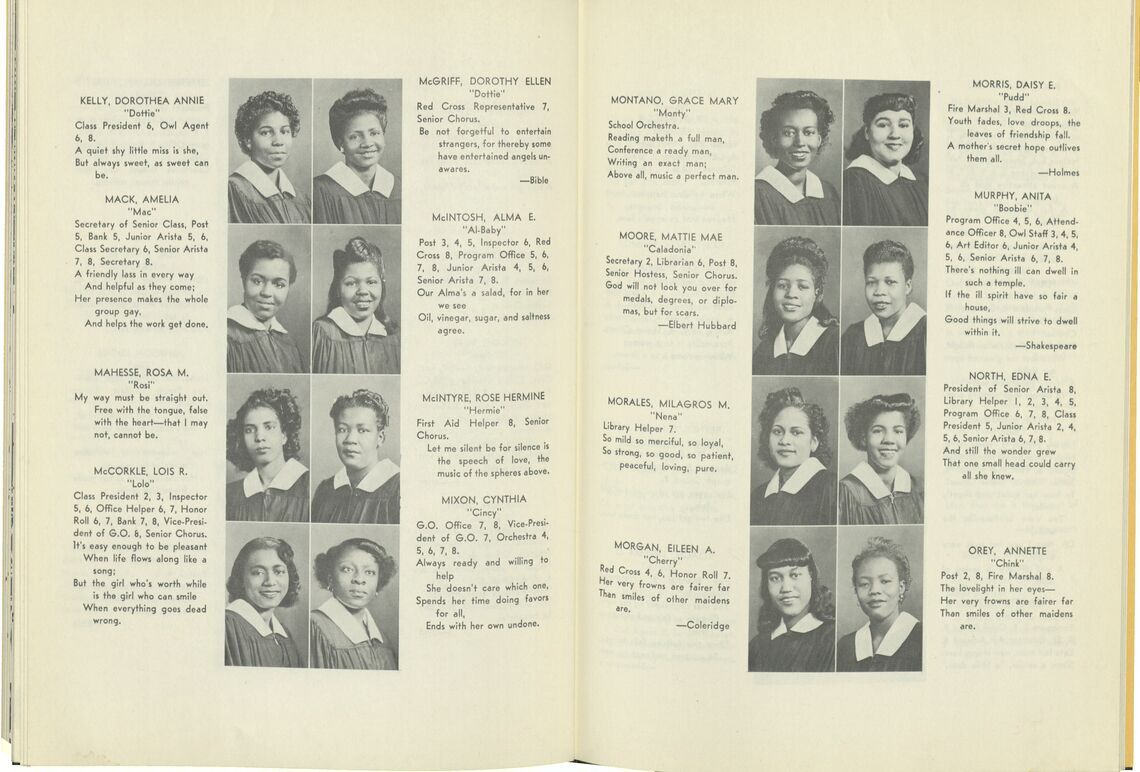 KELLY, DOROTHEA ANNIE
"Dottie"
Class President 6, Owl Agent
6, 8.
A quiet shy little miss is she,
But always sweet, as sweet can
be.
MACK, AMELIA
"Mac"
Secretary of Senior Class, Post
5, Bank 5, Junior Arista 5, 6,
Class Secretary 6, Senior Arista
7, 8, Secretary 8.
A friendly lass in every way
And helpful as they come;
Her presence makes the whole
group gay,
And helps the work get done.
MAHESSE, ROSA M.
"Rosi"
My way must be straight out.
Free with the tongue, false
with the heart—that I may
not, cannot be.
McCORKLE, LOIS R.
"Lolo"
Class President 2, 3, Inspector
5, 6, Office Helper 6, 7, Honor
Roll 6, 7, Bank 7, 8, Vice-Presi-
dent of G.O. 8, Senior Chorus.
It's easy enough to be pleasant
When life flows along like a
song;
But the girl who's worth while
is the girl who can smile
When everything goes dead
wrong.
McGRIFF, DOROTHY ELLEN
"Dottie"
Red Cross Representative 7,
Senior Chorus.
Be not forgetful to entertain
strangers, for thereby some
have entertained angels un-
awares.
—Bible
McINTOSH, ALMA E.
"Al-Baby"
Post 3, 4, 5, Inspector 6, Red
Cross 8, Program Office 5, 6,
7, 8, Junior Arista 4, 5, 6,
Senior Arista 7, 8.
Our Alma's a salad, for in her
we see
Oil, vinegar, sugar, and saltness
agree.
McINTYRE, ROSE HERMINE
"Hermie"
First Aid Helper 8, Senior
Chorus.
Let me silent be for silence is
the speech of love, the
music of the spheres above.
MIXON, CYNTHIA
"Cincy"
G.O. Office 7, 8, Vice-Presi-
dent of G.O. 7, Orchestra 4,
5, 6, 7, 8.
Always ready and willing to
help
She doesn't care which one,
Spends her time doing favors
for all,
Ends with her own undone.
MONTANO, GRACE MARY
"Monty"
School Orchestra.
Reading maketh a full man,
Conference a ready man,
Writing an exact man;
Above all, music a perfect man.
MOORE, MATTIE MAE
"Caladonia"
Secretary 2, Librarian 6, Post 8,
Senior Hostess, Senior Chorus.
God will not look you over for
medals, degrees, or diplo-
mas, but for scars.
—Elbert Hubbard
MORALES, MILAGROS M.
"Nena"
Library Helper 7.
So mild so merciful, so loyal,
So strong, so good, so patient,
peaceful, loving, pure.
MORGAN, EILEEN A.
"Cherry"
Red Cross 4, 6, Honor Roll 7.
Her very frowns are fairer far
Than smiles of other maidens
are.
—Coleridge
MORRIS, DAISY E.
"Pudd"
Fire Marshal 3, Red Cross 8.
Youth fades, love droops, the
leaves of friendship fall.
A mother's secret hope outlives
them all.
—Holmes
MURPHY, ANITA
"Boobie"
Program Office 4, 5, 6, Attend-
ance Officer 8, Owl Staff 3, 4, 5,
6, Art Editor 6, Junior Arista 4,
5, 6, Senior Arista 6, 7, 8.
There's nothing ill can dwell in
such a temple.
If the ill spirit have so fair a
house,
Good things will strive to dwell
within it.
—Shakespeare
NORTH, EDNA E.
President of Senior Arista 8,
Library Helper 1, 2, 3, 4, 5,
Program Office 6, 7, 8, Class
President 5, Junior Arista 2, 4,
5, 6, Senior Arista 6, 7, 8.
And still the wonder grew
That one small head could carry
all she knew.
OREY, ANNETTE
"Chink"
Post 2, 8, Fire Marshal 8.
The lovelight in her eyes—
Her very frowns are fairer far
Than smiles of other maidens
are.